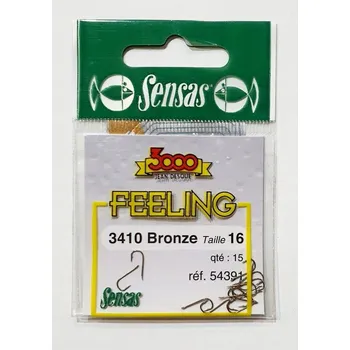 Sensas
3000
JEAN DESQUE
FEELING
3410 Bronze Taille 16
qté : 15
réf. 54391
Sensas